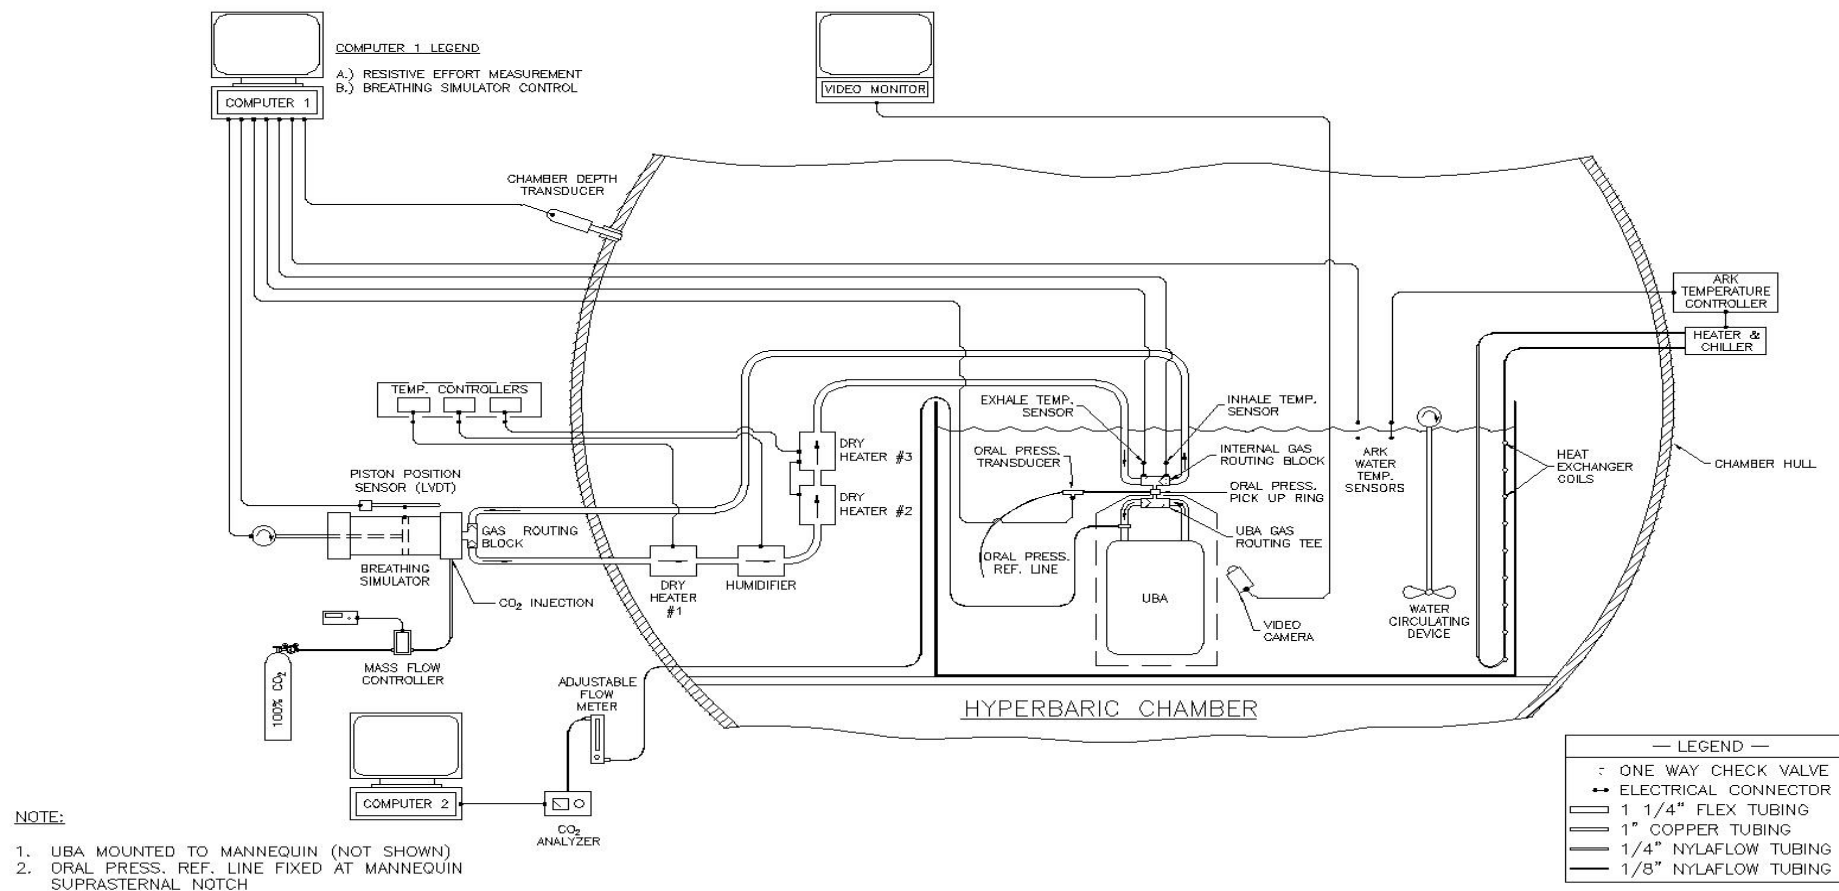 COMPUTER 1 LEGEND
A.) RESISTIVE EFFORT MEASUREMENT
B.) BREATHING SIMULATOR CONTROL
COMPUTER 1
VIDEO MONITOR
CHAMBER DEPTH
TRANSDUCER
ARK
TEMPERATURE
CONTROLLER
HEATER &
CHILLER
TEMP. CONTROLLERS
EXHALE TEMP.
SENSOR
INHALE TEMP.
SENSOR
DRY
HEATER #3
ORAL PRESS.
TRANSDUCER
INTERNAL GAS
ROUTING BLOCK
ARK
WATER
TEMP.
SENSORS
HEAT
EXCHANGER
COILS
CHAMBER HULL
PISTON POSITION
SENSOR (LVDT)
DRY
HEATER #2
ORAL PRESS.
PICK UP RING
GAS ROUTING
BLOCK
UBA GAS
ROUTING TEE
ORAL PRESS.
REF. LINE
BREATHING
SIMULATOR
DRY
HEATER
#1
HUMIDIFIER
UBA
CO₂ INJECTION
VIDEO
CAMERA
WATER
CIRCULATING
DEVICE
MASS FLOW
CONTROLLER
100% CO₂
ADJUSTABLE
FLOW
METER
HYPERBARIC CHAMBER
COMPUTER 2
CO₂
ANALYZER
— LEGEND —
ONE WAY CHECK VALVE
ELECTRICAL CONNECTOR
1 1/4" FLEX TUBING
1" COPPER TUBING
1/4" NYLAFLOW TUBING
1/8" NYLAFLOW TUBING
NOTE:
1. UBA MOUNTED TO MANNEQUIN (NOT SHOWN)
2. ORAL PRESS. REF. LINE FIXED AT MANNEQUIN
SUPRASTERNAL NOTCH